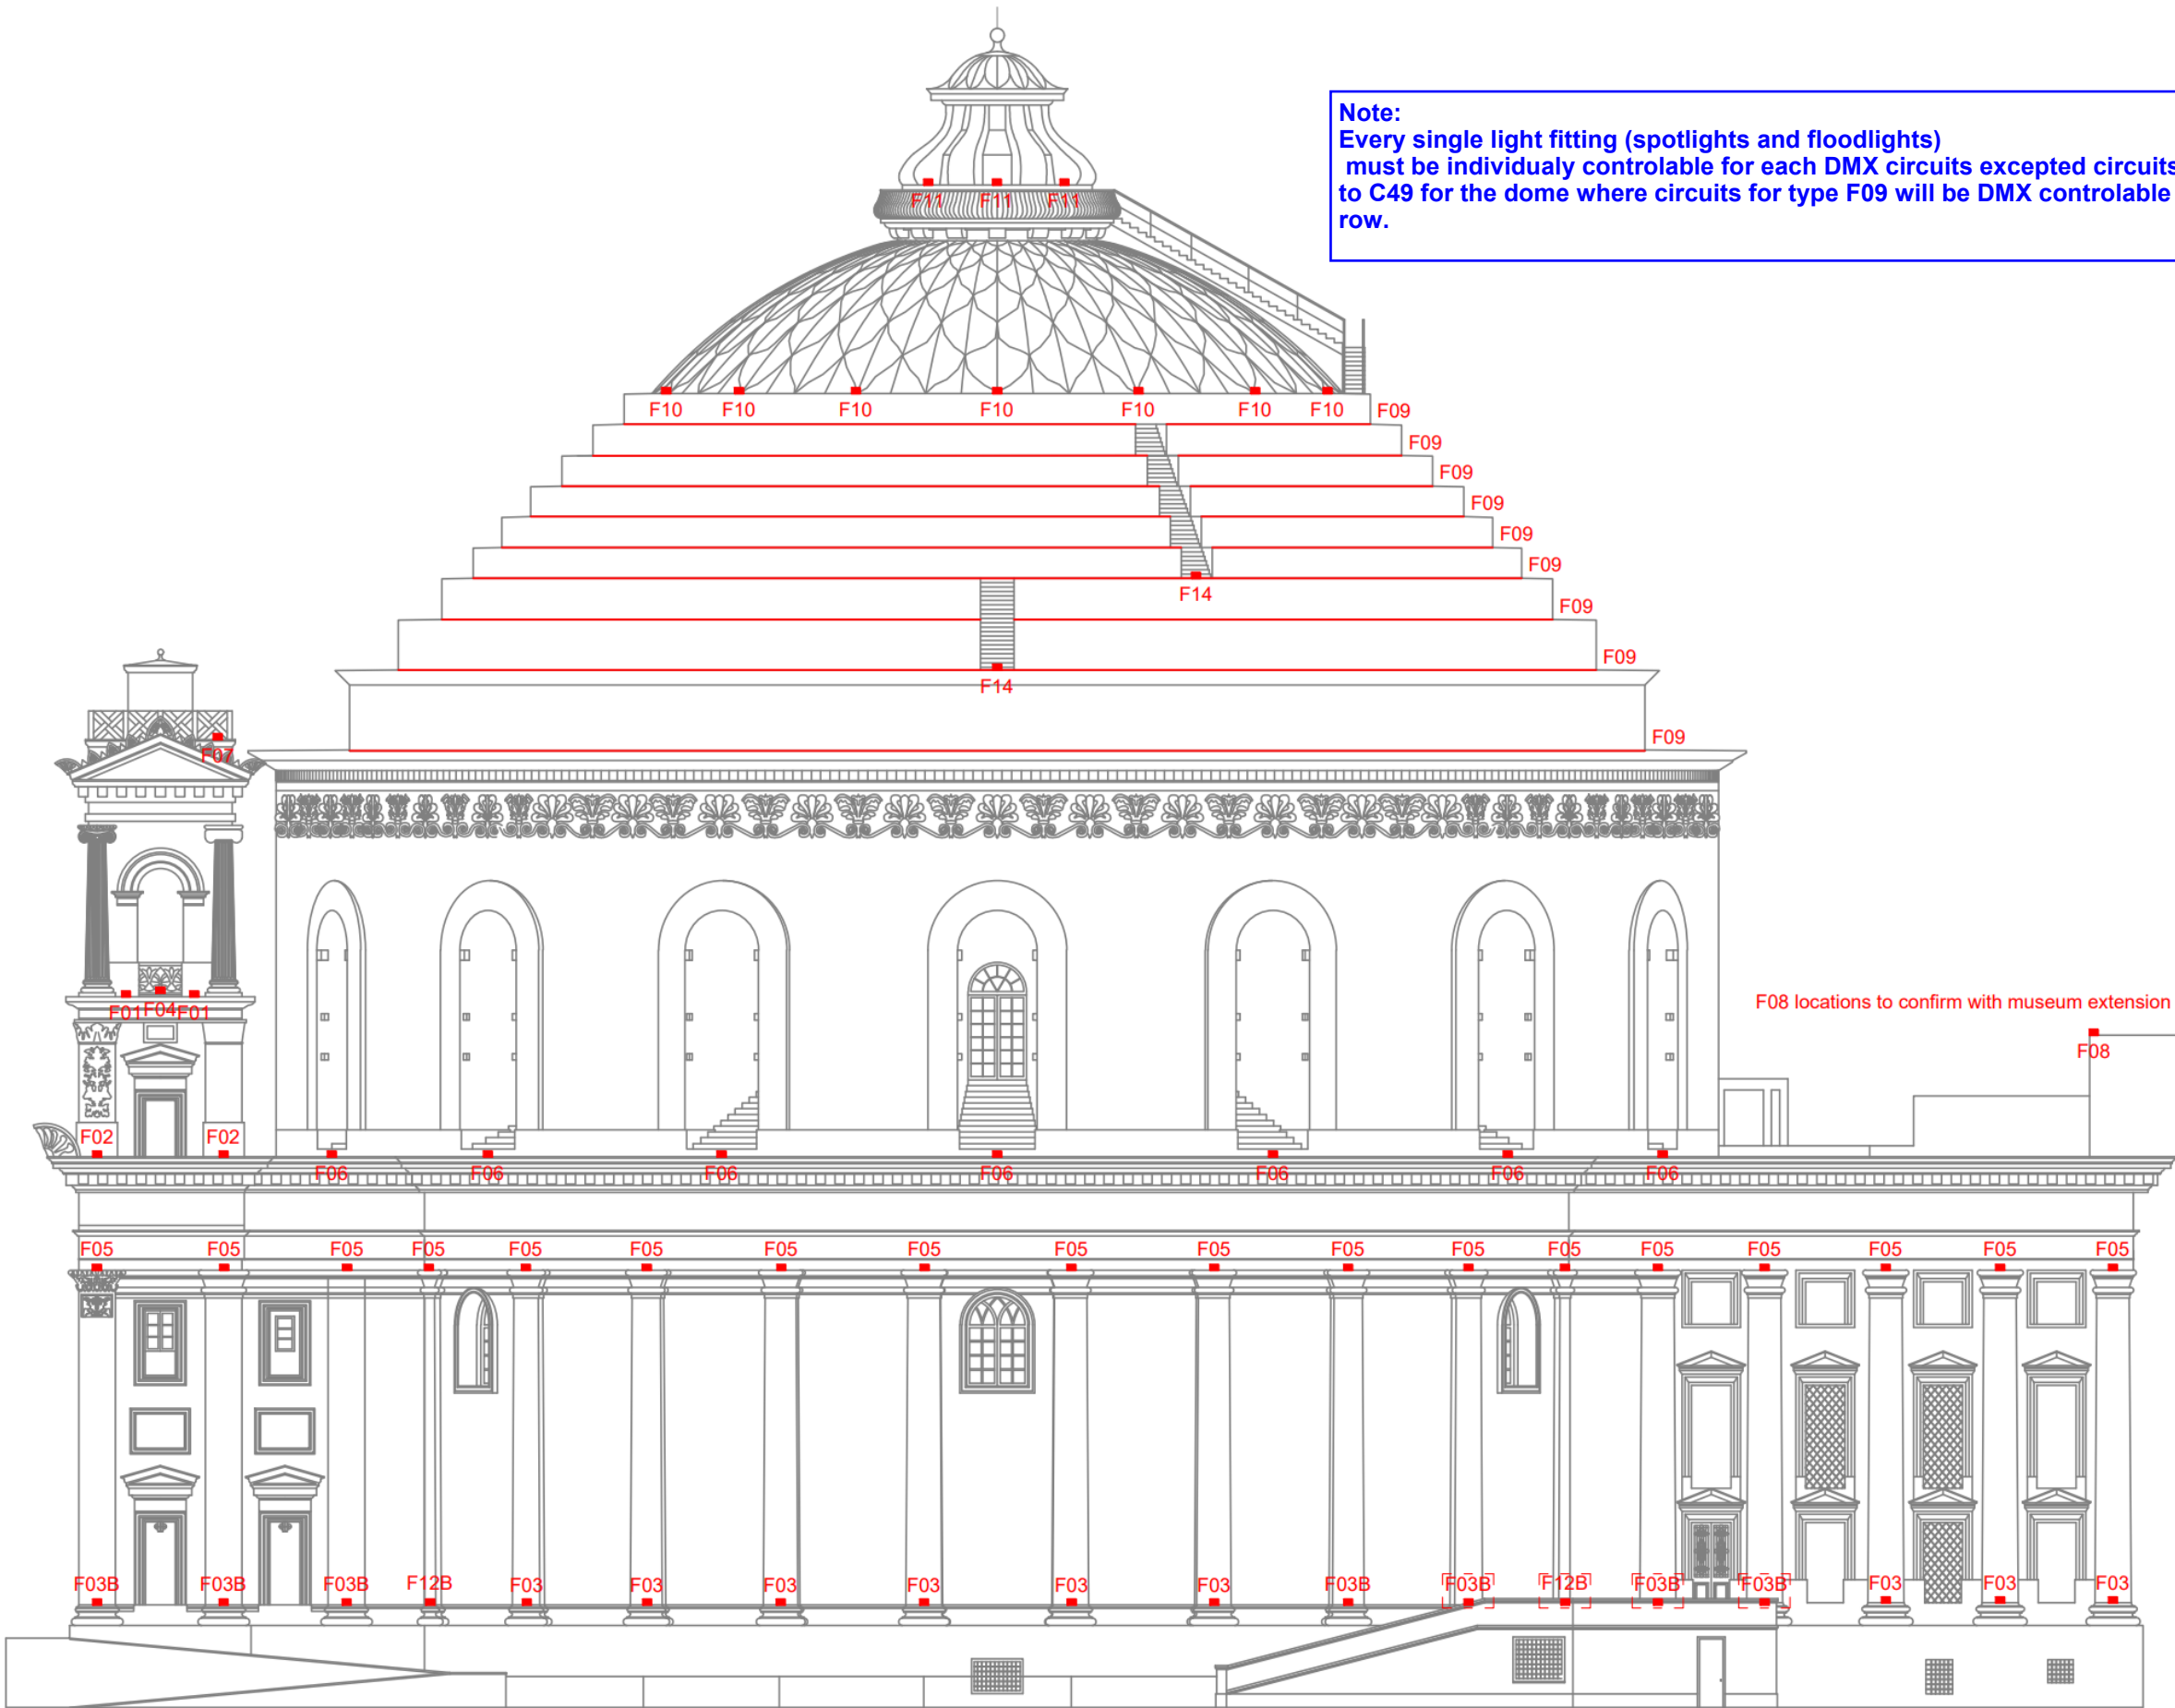 Note:
Every single light fitting (spotlights and floodlights)
must be individualy controlable for each DMX circuits excepted circuits
to C49 for the dome where circuits for type F09 will be DMX controlable
row.
F11 F11 F11
F10 F10 F10 F10 F10 F10 F10 F09
F09
F09
F09
F09
F09
F14
F09
F09
F14
F09
F07
F01 F04 F01
F08 locations to confirm with museum extension
F08
F02 F02
F06 F06 F06 F06 F06 F06 F06
F05 F05 F05 F05 F05 F05 F05 F05 F05 F05 F05 F05 F05 F05 F05 F05 F05 F05
F03B F03B F03B F12B F03 F03 F03 F03 F03 F03 F03B F03B F12B F03B F03B F03 F03 F03